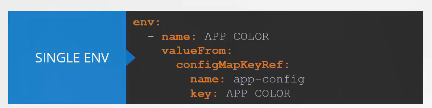 SINGLE ENV
env:
  - name: APP_COLOR
    valueFrom:
      configMapKeyRef:
        name: app-config
        key: APP_COLOR